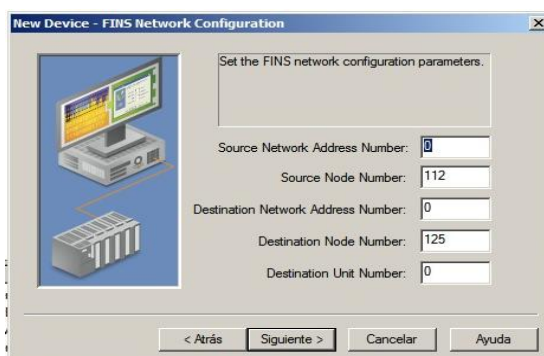 New Device - FINS Network Configuration
Set the FINS network configuration parameters.
Source Network Address Number: 0
Source Node Number: 112
Destination Network Address Number: 0
Destination Node Number: 125
Destination Unit Number: 0
< Atrás Siguiente > Cancelar Ayuda